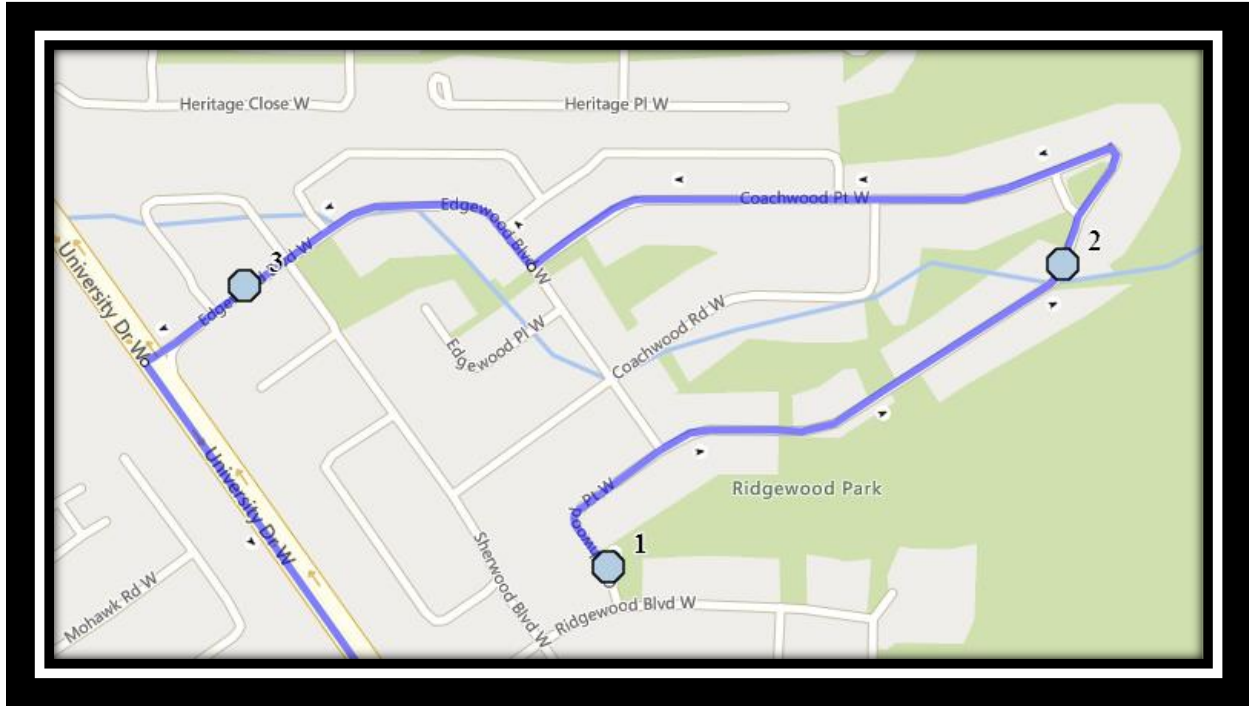 Heritage Close W
Heritage Pl W
Coachwood Pt W
Edgewood Blvd W
2
3
University Dr W
Edgewood Pl W
Coachwood Rd W
Pt W
Ridgewood Park
University Dr W
1
Sherwood Blvd W
Mohawk Rd W
Ridgewood Blvd W